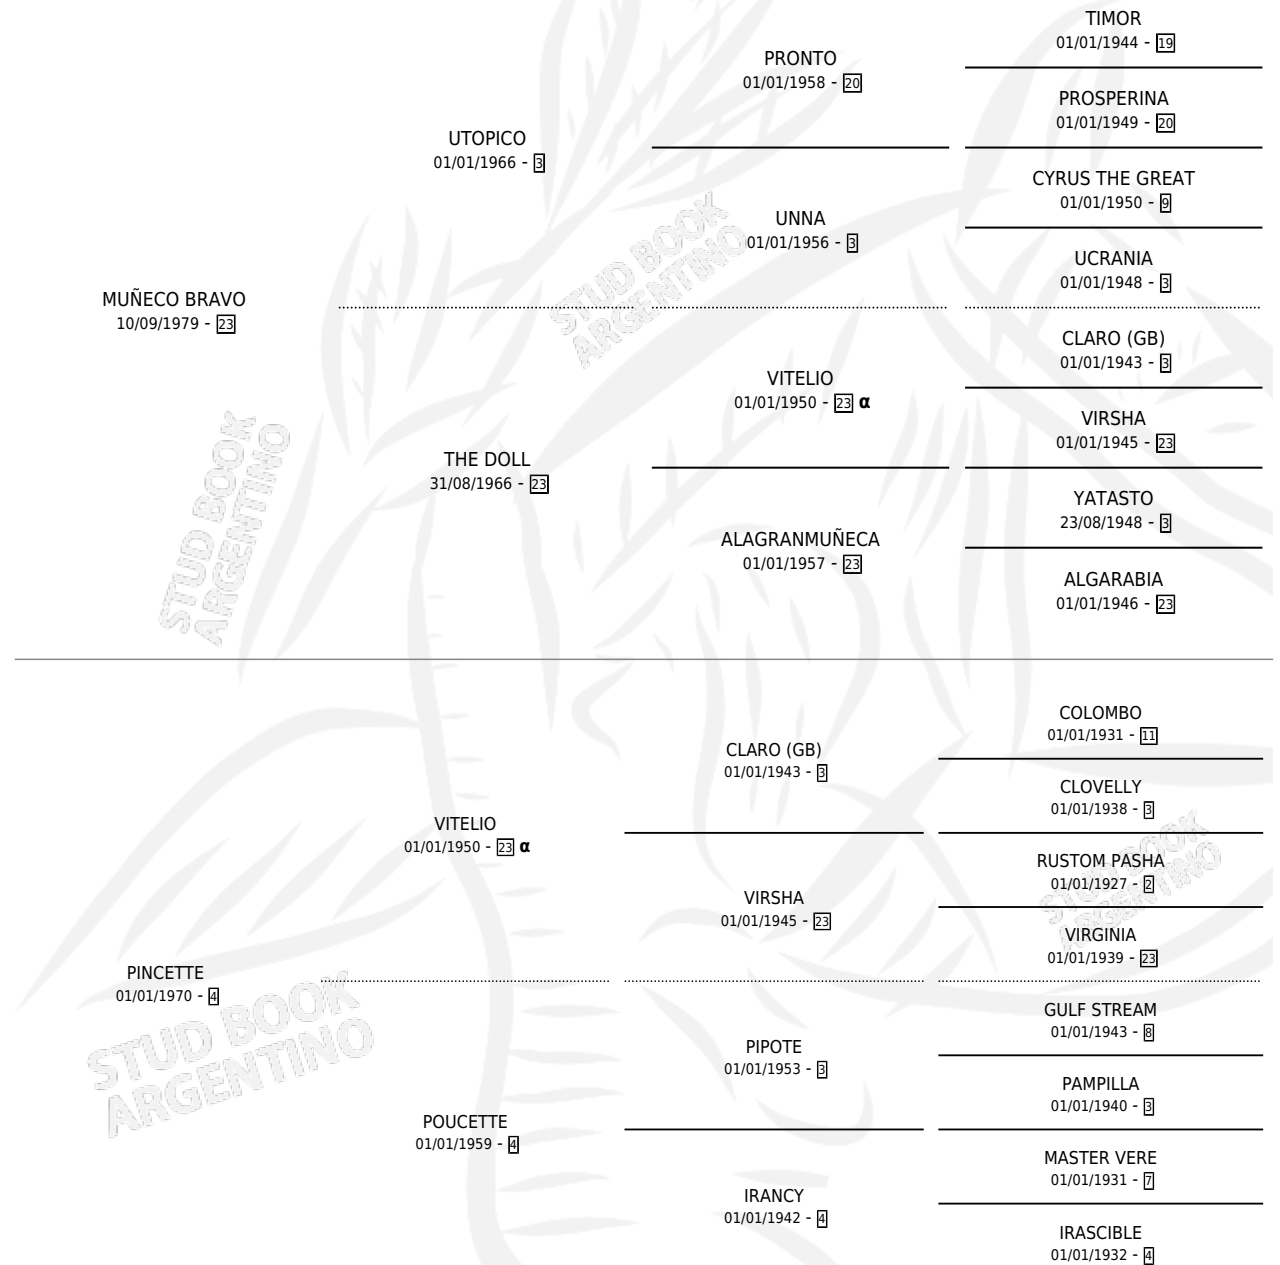 TIMOR
01/01/1944 - 19
PRONTO
01/01/1958 - 20
PROSPERINA
01/01/1949 - 20
UTOPICO
01/01/1966 - 3
CYRUS THE GREAT
01/01/1950 - 9
UNNA
01/01/1956 - 3
UCRANIA
01/01/1948 - 3
MUÑECO BRAVO
10/09/1979 - 23
CLARO (GB)
01/01/1943 - 3
VITELIO
01/01/1950 - 23 α
VIRSHA
01/01/1945 - 23
THE DOLL
31/08/1966 - 23
YATASTO
23/08/1948 - 3
ALAGRANMUÑECA
01/01/1957 - 23
ALGARABIA
01/01/1946 - 23
STUD BOOK
ARGENTINO
STUD BOOK
ARGENTINO
COLOMBO
01/01/1931 - 11
CLARO (GB)
01/01/1943 - 3
CLOVELLY
01/01/1938 - 3
VITELIO
01/01/1950 - 23 α
RUSTOM PASHA
01/01/1927 - 2
VIRSHA
01/01/1945 - 23
VIRGINIA
01/01/1939 - 23
PINCETTE
01/01/1970 - 4
GULF STREAM
01/01/1943 - 8
PIPOTE
01/01/1953 - 3
PAMPILLA
01/01/1940 - 3
POUCETTE
01/01/1959 - 4
MASTER VERE
01/01/1931 - 7
IRANCY
01/01/1942 - 4
IRASCIBLE
01/01/1932 - 4
STUD BOOK
ARGENTINO
STUD BOOK
ARGENTINO